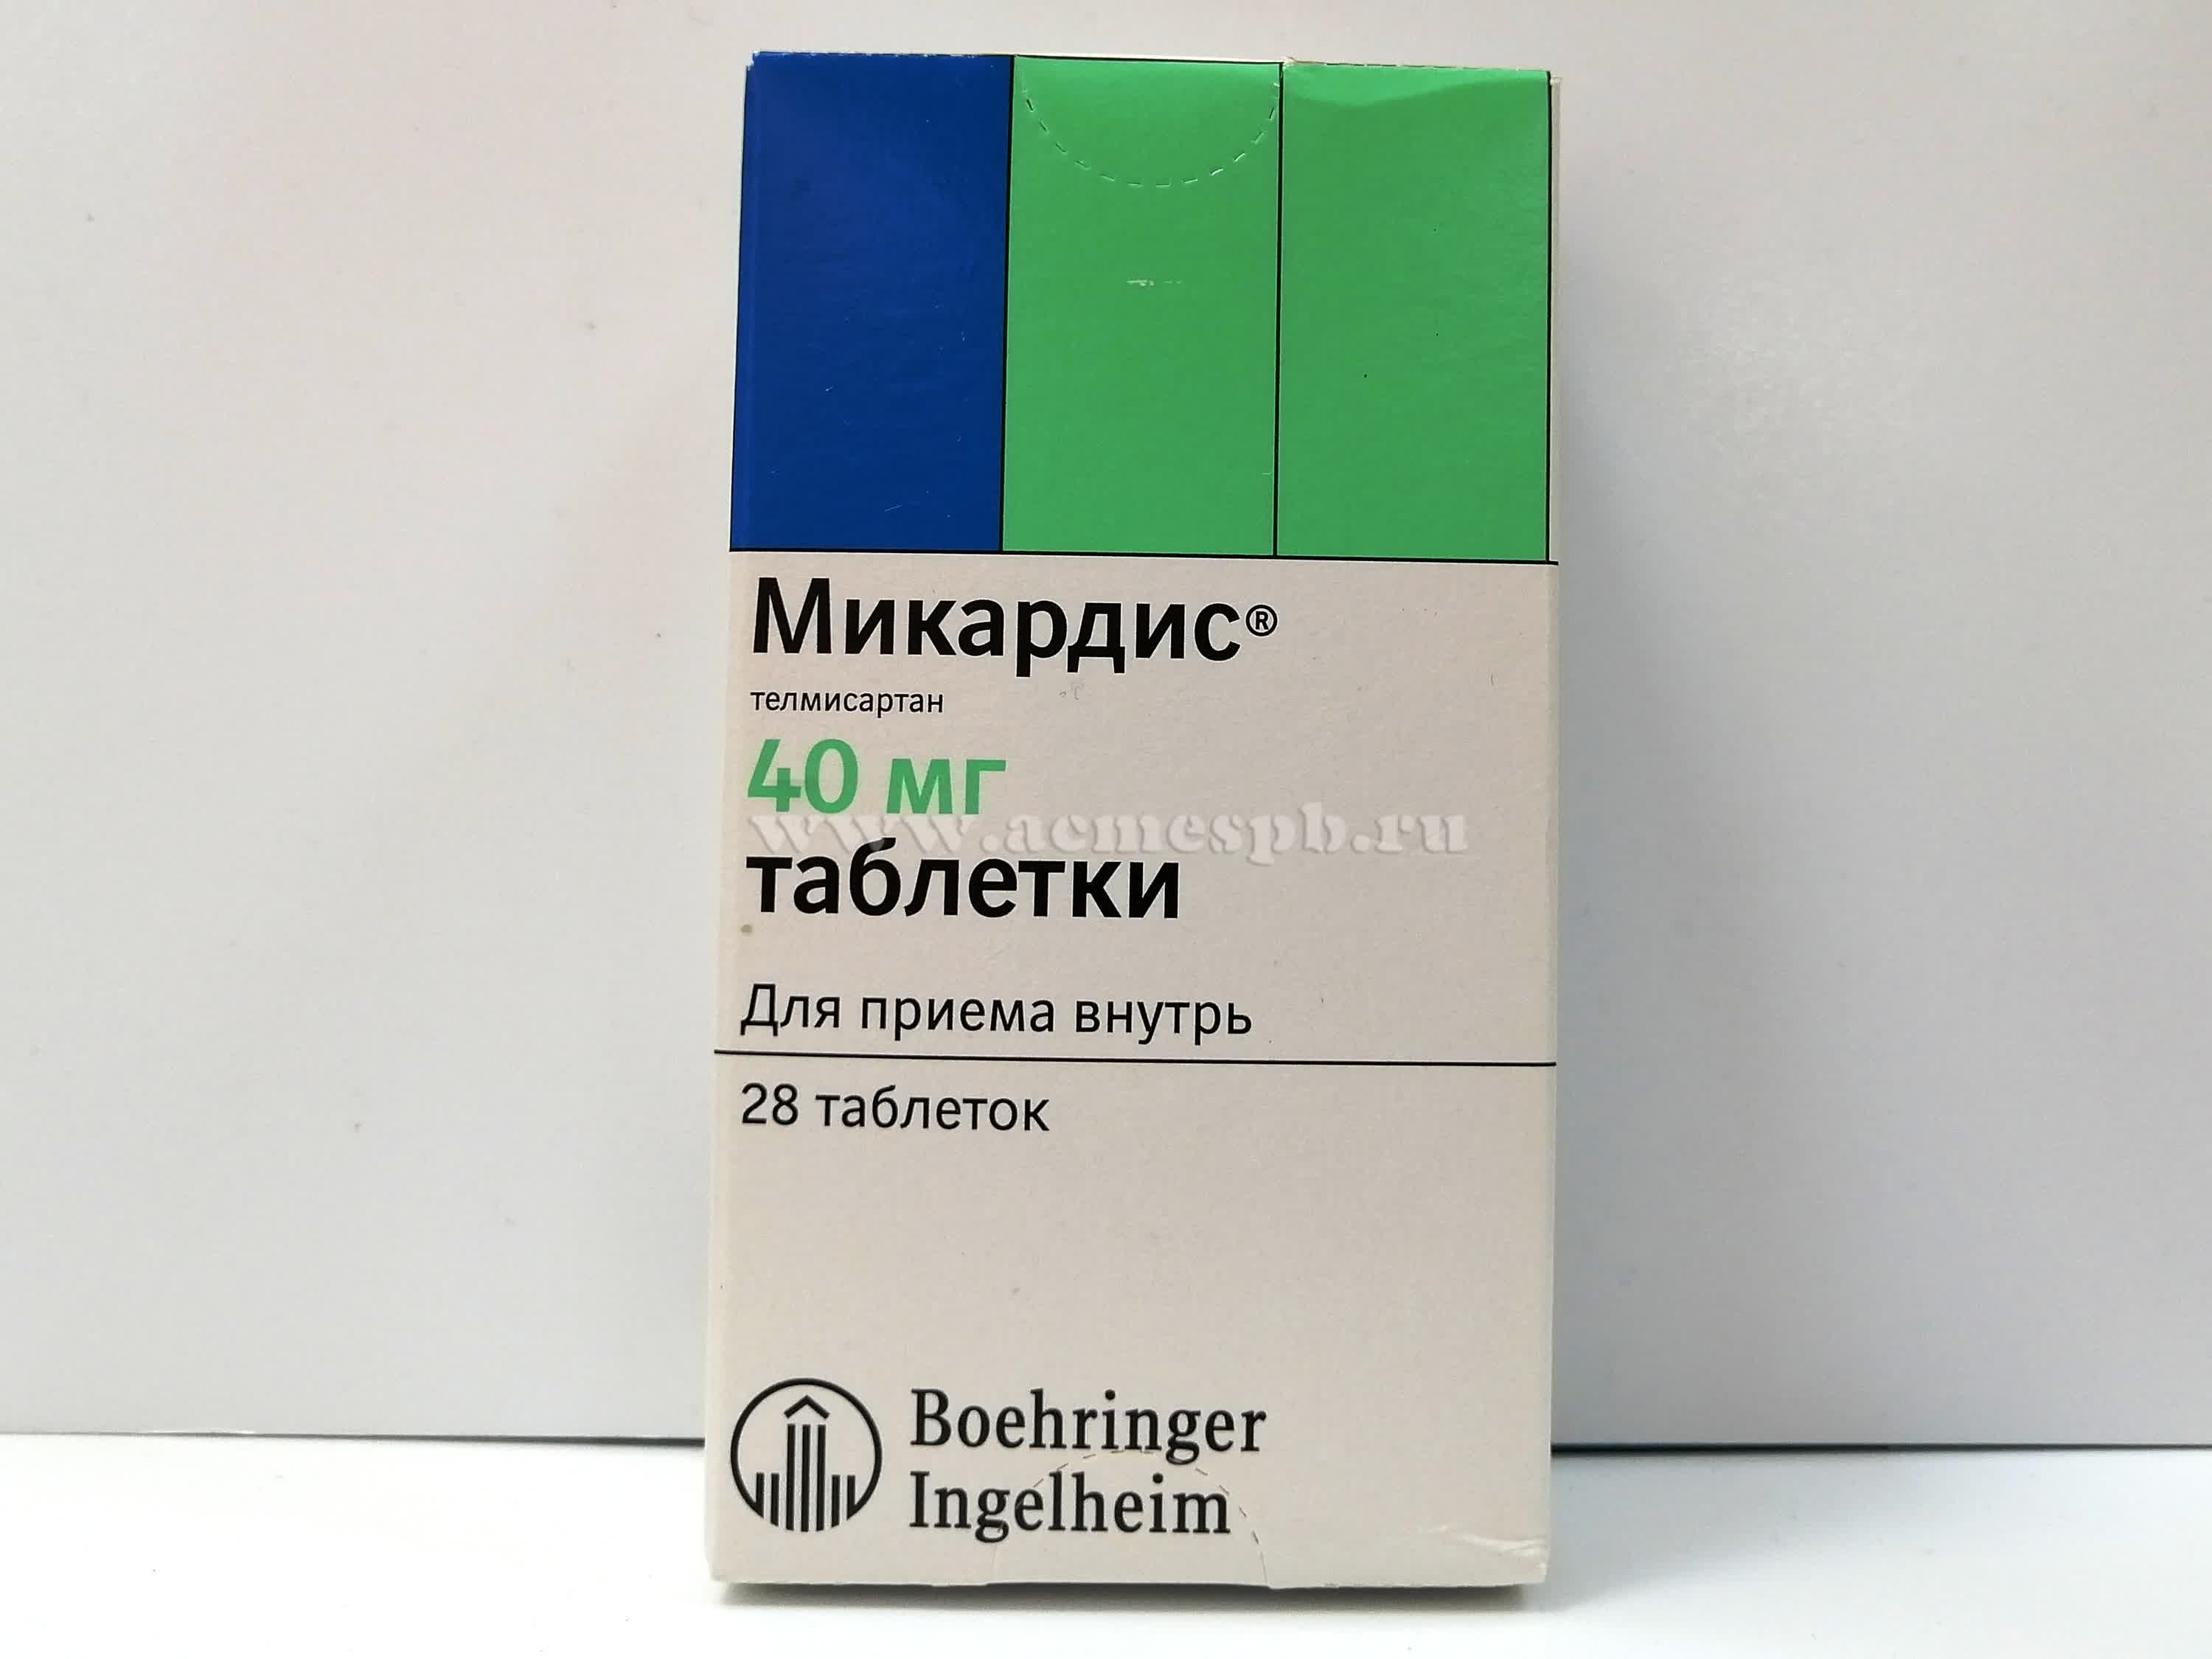 Микардис®
телмисартан
40 мг
www.acmespb.ru
таблетки
Для приема внутрь
28 таблеток
Boehringer
Ingelheim